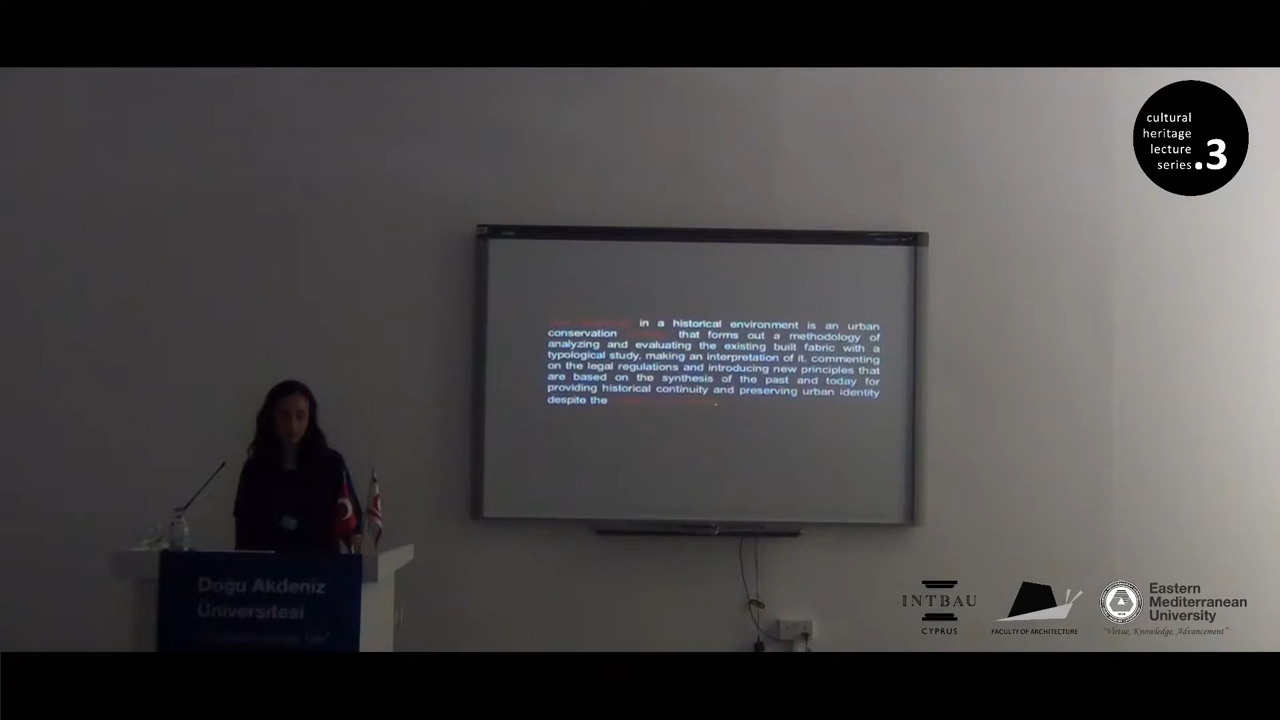 cultural
heritage
lecture
series.3
in a historical environment is an urban
conservation that forms out a methodology of
analyzing and evaluating the existing built fabric with a
typological study, making an interpretation of it, commenting
on the legal regulations and introducing new principles that
are based on the synthesis of the past and today for
providing historical continuity and preserving urban identity
despite the
Doğu Akdeniz
Üniversitesi
INTBAU
CYPRUS
FACULTY OF ARCHITECTURE
Eastern
Mediterranean
University
"Virtue, Knowledge, Advancement"